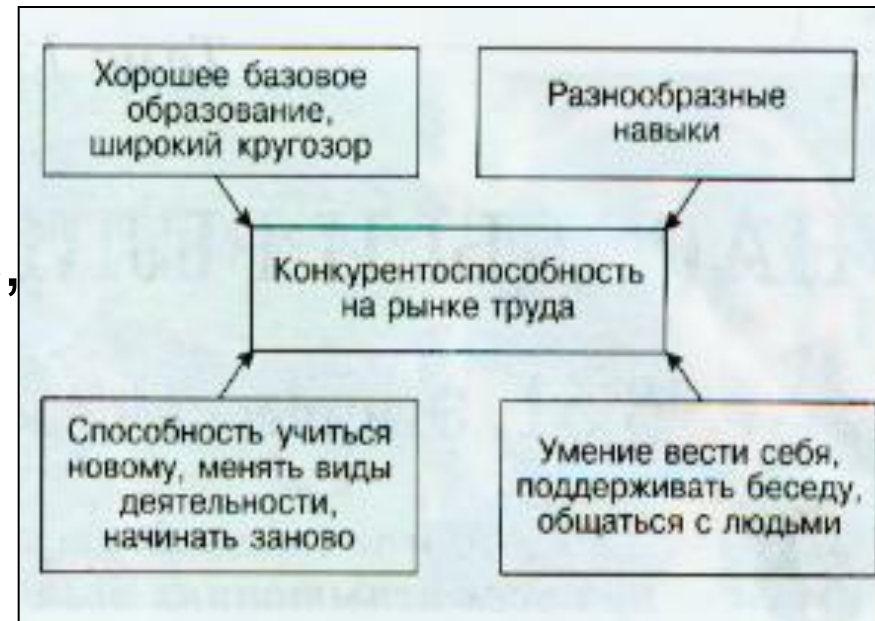 Хорошее базовое
образование,
широкий кругозор
Разнообразные
навыки
,
Конкурентоспособность
на рынке труда
Способность учиться
новому, менять виды
деятельности,
начинать заново
Умение вести себя,
поддерживать беседу,
общаться с людьми